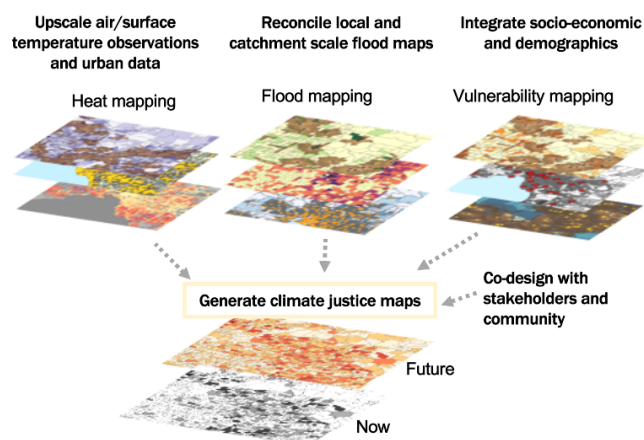 Upscale air/surface
temperature observations
and urban data
Reconcile local and
catchment scale flood maps
Integrate socio-economic
and demographics
Heat mapping
Flood mapping
Vulnerability mapping
Generate climate justice maps
Co-design with
stakeholders and
community
Future
Now